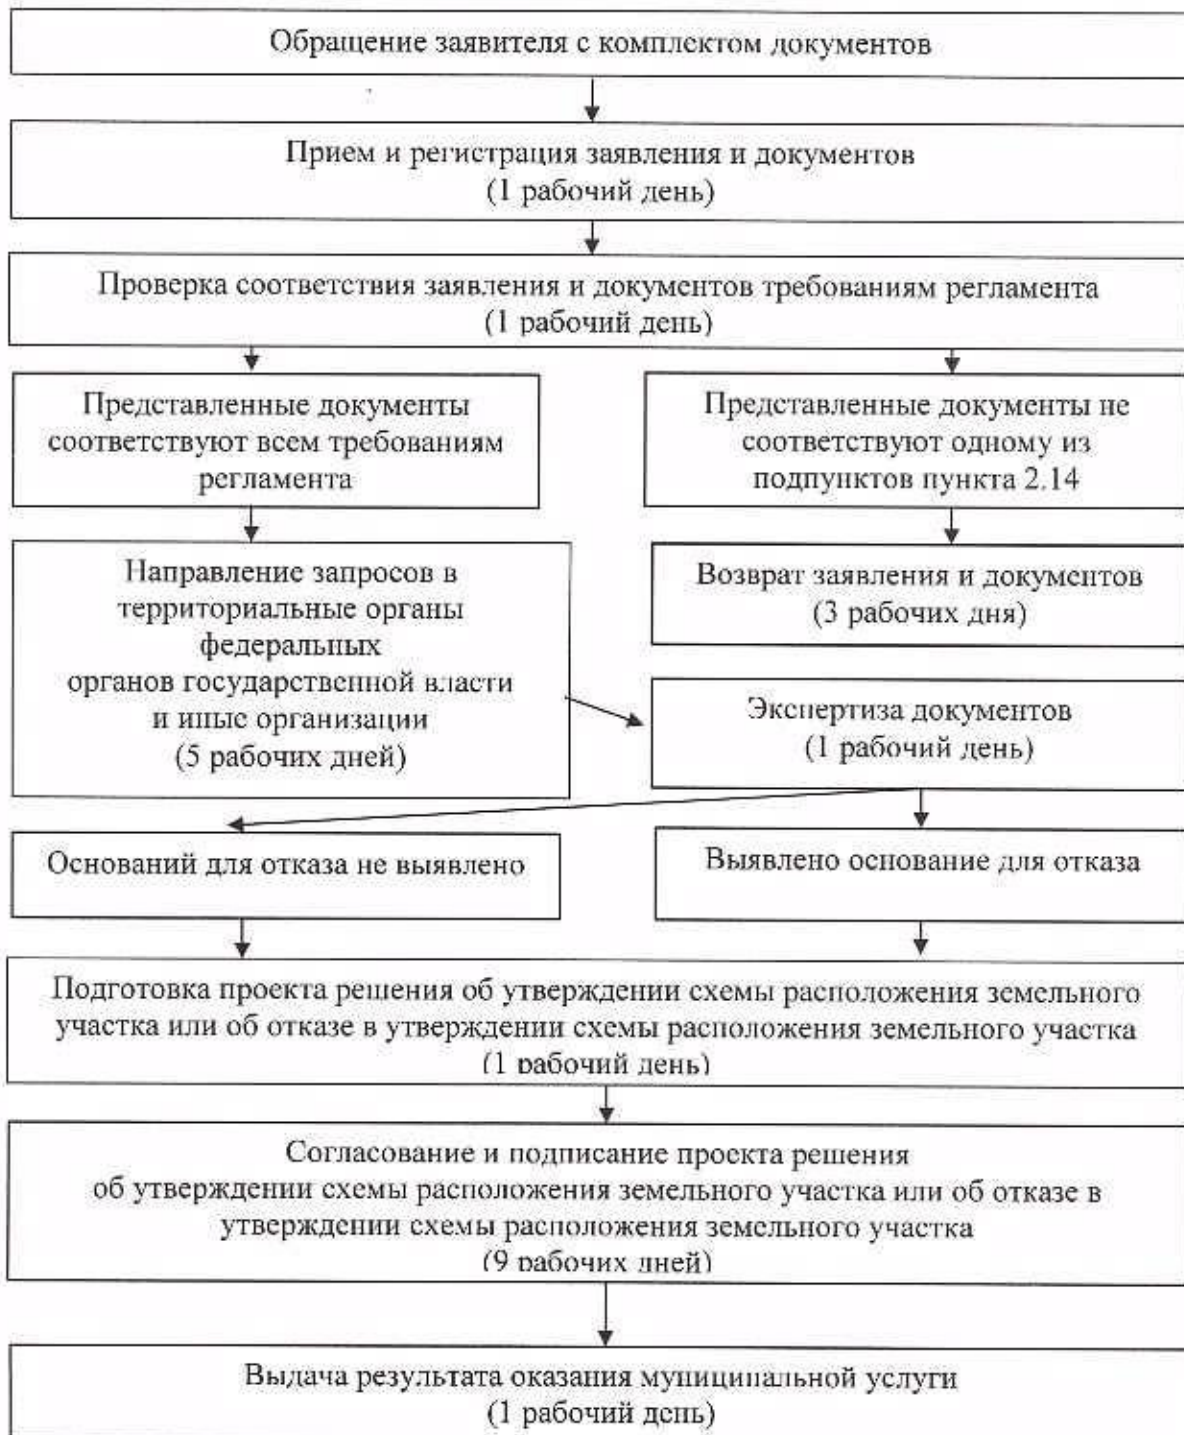 Обращение заявителя с комплектом документов
Прием и регистрация заявления и документов
(1 рабочий день)
Проверка соответствия заявления и документов требованиям регламента
(1 рабочий день)
Представленные документы
соответствуют всем требованиям
регламента
Представленные документы не
соответствуют одному из
подпунктов пункта 2.14
Направление запросов в
территориальные органы
федеральных
органов государственной власти
и иные организации
(5 рабочих дней)
Возврат заявления и документов
(3 рабочих дня)
Экспертиза документов
(1 рабочий день)
Оснований для отказа не выявлено
Выявлено основание для отказа
Подготовка проекта решения об утверждении схемы расположения земельного
участка или об отказе в утверждении схемы расположения земельного участка
(1 рабочий день)
Согласование и подписание проекта решения
об утверждении схемы расположения земельного участка или об отказе в
утверждении схемы расположения земельного участка
(9 рабочих дней)
Выдача результата оказания муниципальной услуги
(1 рабочий день)